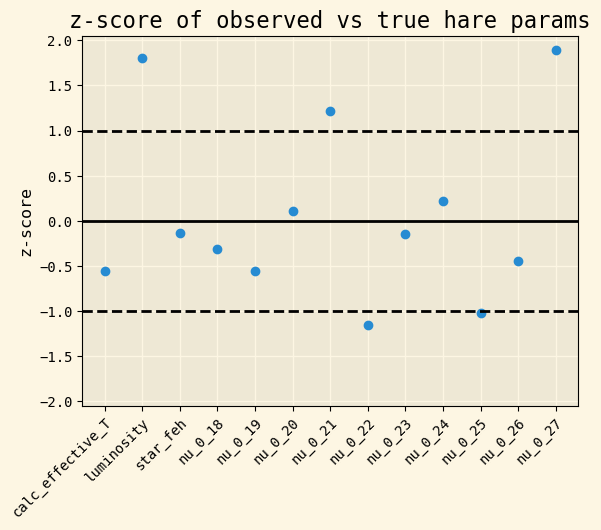 z-score of observed vs true hare params
2.0
1.5
1.0
0.5
0.0
−0.5
−1.0
−1.5
−2.0
z-score
calc_effective_T
luminosity
star_feh
nu_0_18
nu_0_19
nu_0_20
nu_0_21
nu_0_22
nu_0_23
nu_0_24
nu_0_25
nu_0_26
nu_0_27